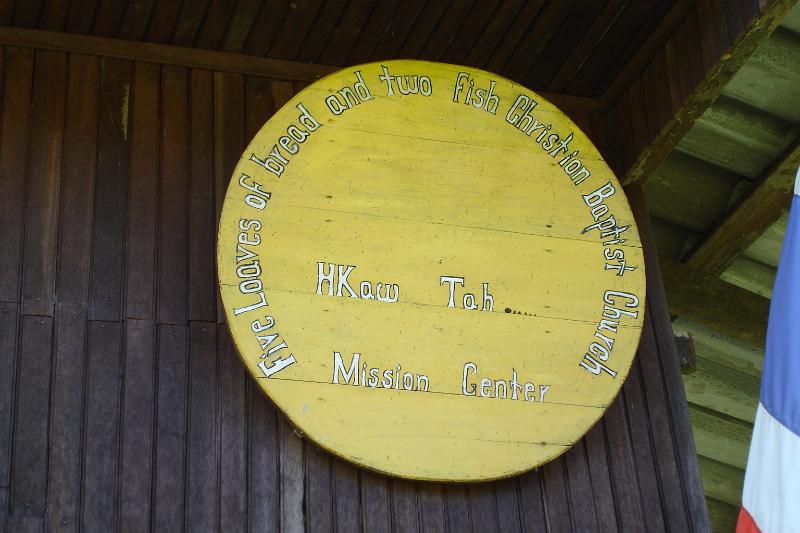 Five Loaves of bread and two Fish Christion Baptist Church
HKaw Tah
Mission Center